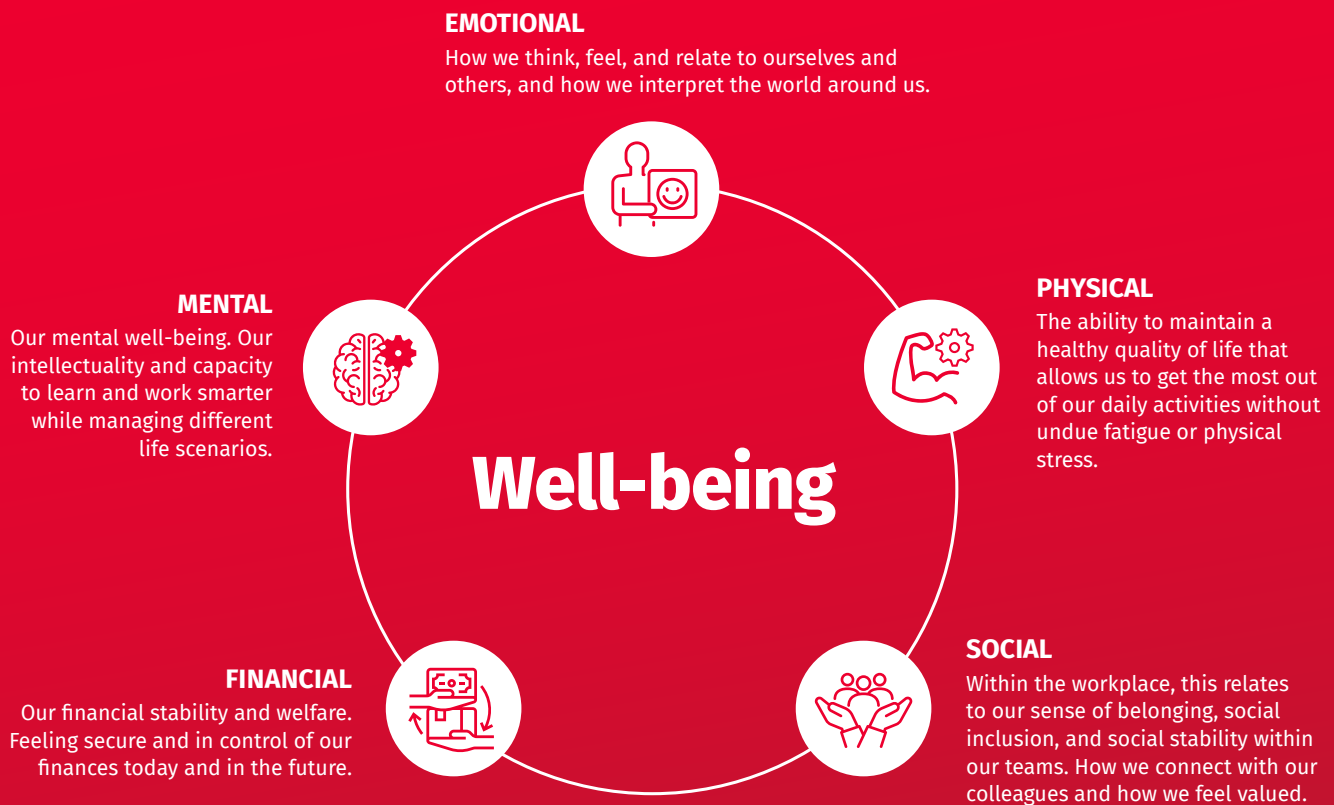 EMOTIONAL
How we think, feel, and relate to ourselves and
others, and how we interpret the world around us.
MENTAL
Our mental well-being. Our
intellectuality and capacity
to learn and work smarter
while managing different
life scenarios.
PHYSICAL
The ability to maintain a
healthy quality of life that
allows us to get the most out
of our daily activities without
undue fatigue or physical
stress.
Well-being
FINANCIAL
Our financial stability and welfare.
Feeling secure and in control of our
finances today and in the future.
SOCIAL
Within the workplace, this relates
to our sense of belonging, social
inclusion, and social stability within
our teams. How we connect with our
colleagues and how we feel valued.